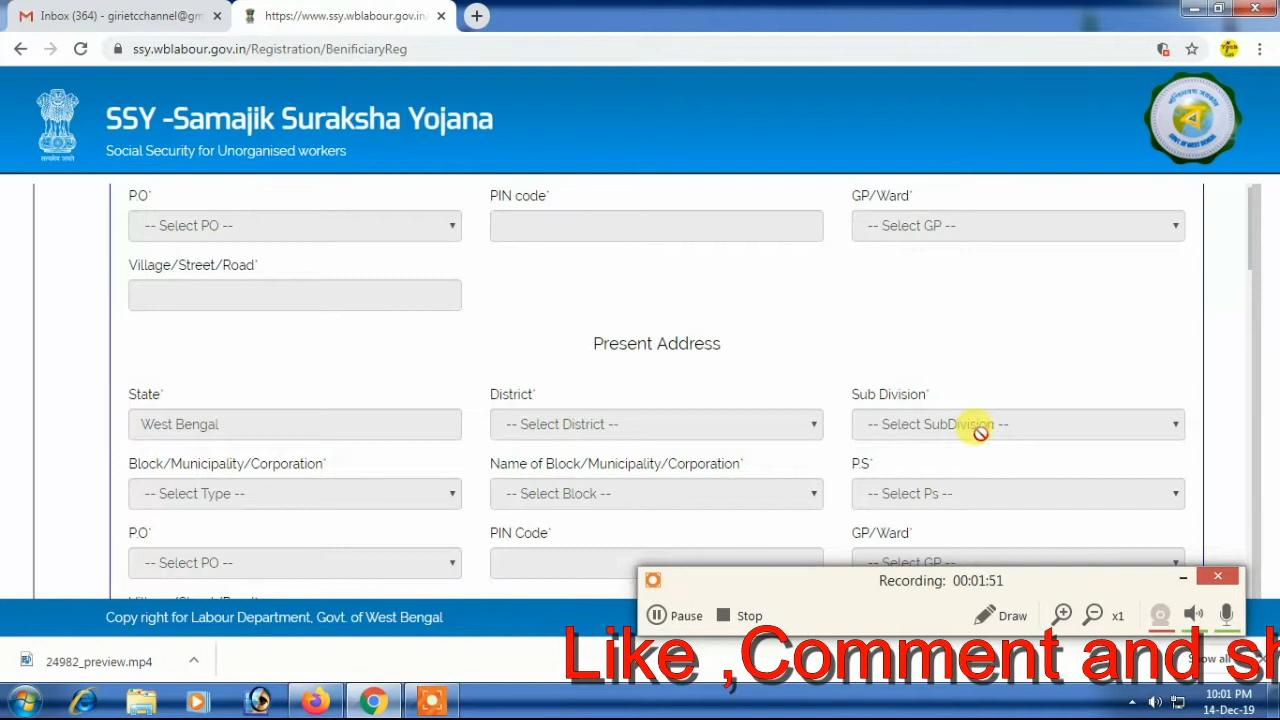 Inbox (364) - girietcchannel@gm
https://www.ssy.wblabour.gov.in/
ssy.wblabour.gov.in/Registration/BenificiaryReg
SSY -Samajik Suraksha Yojana
Social Security for Unorganised workers
P.O* PIN code* GP/Ward*
-- Select PO -- -- Select GP --
Village/Street/Road*
Present Address
State* District* Sub Division*
West Bengal -- Select District -- -- Select SubDivision --
Block/Municipality/Corporation* Name of Block/Municipality/Corporation* P.S*
-- Select Type -- -- Select Block -- -- Select Ps --
P.O* PIN Code* GP/Ward*
-- Select PO -- -- Select GP --
Recording: 00:01:51
Pause Stop Draw x1
Copy right for Labour Department, Govt. of West Bengal
24982_preview.mp4
Show all
Like ,Comment and sh
10:01 PM
14-Dec-19